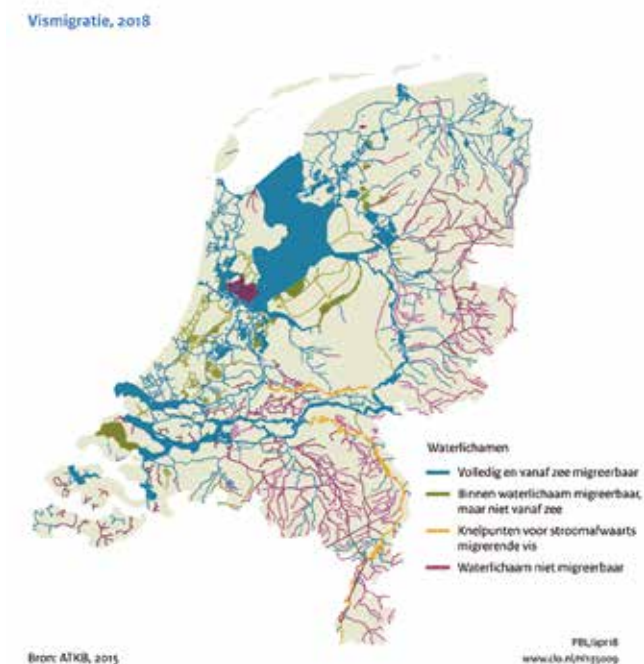 Vismigratie, 2018
Waterlichamen
Volledig en vanaf zee migreerbaar
Binnen waterlichaam migreerbaar,
maar niet vanaf zee
Knelpunten voor stroomafwaarts
migrerende vis
Waterlichaam niet migreerbaar
Bron: ATKB, 2015
PBL/apr18